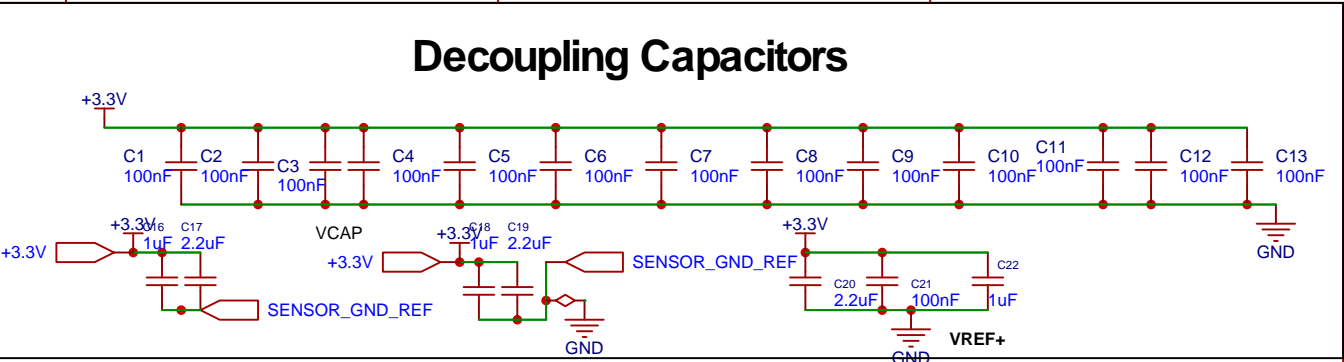 Decoupling Capacitors
+3.3V
C1
100nF
C2
100nF
C3
100nF
C4
100nF
C5
100nF
C6
100nF
C7
100nF
C8
100nF
C9
100nF
C10
100nF
C11
100nF
C12
100nF
C13
100nF
GND
+3.3V
+3.3V
C16
1uF
C17
2.2uF
SENSOR_GND_REF
VCAP
+3.3V
+3.3V
C18
1uF
C19
2.2uF
SENSOR_GND_REF
GND
+3.3V
C20
2.2uF
C21
100nF
C22
1uF
GND
VREF+